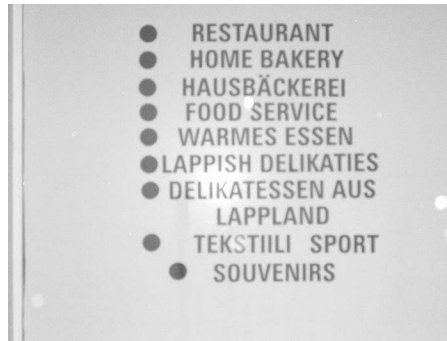 RESTAURANT
HOME BAKERY
HAUSBÄCKEREI
FOOD SERVICE
WARMES ESSEN
LAPPISH DELIKATIES
DELIKATESSEN AUS
LAPPLAND
TEKSTIILI SPORT
SOUVENIRS